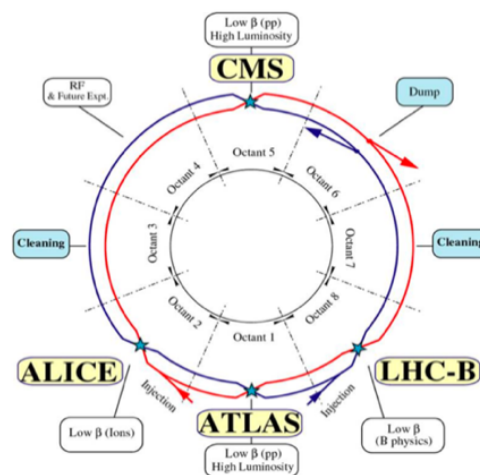 Low β (pp)
High Luminosity
CMS
RF
& Future Expt.
Dump
Octant 5
Octant 4
Octant 6
Octant 3
Octant 7
Cleaning
Cleaning
Octant 2
Octant 8
Octant 1
ALICE
LHC-B
Injection
Injection
ATLAS
Low β (Ions)
Low β
(B physics)
Low β (pp)
High Luminosity